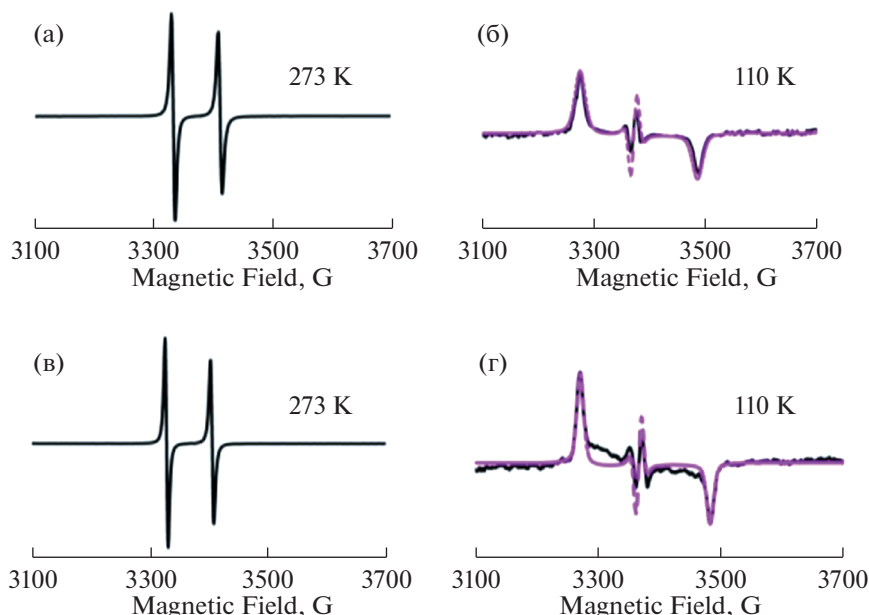 (а)
273 K
3100 3300 3500 3700
Magnetic Field, G
(б)
110 K
3100 3300 3500 3700
Magnetic Field, G
(в)
273 K
3100 3300 3500 3700
Magnetic Field, G
(г)
110 K
3100 3300 3500 3700
Magnetic Field, G